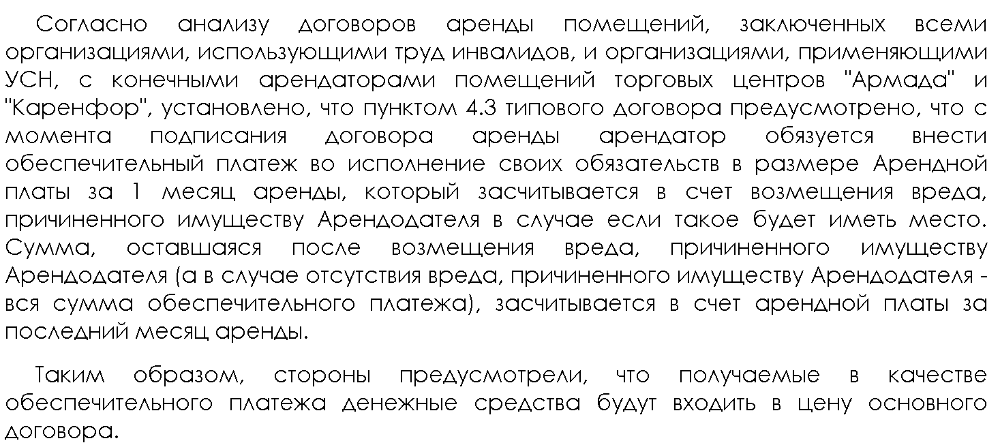 Согласно анализу договоров аренды помещений, заключенных всеми
организациями, использующими труд инвалидов, и организациями, применяющими
УСН, с конечными арендаторами помещений торговых центров "Армада" и
"Каренфор", установлено, что пунктом 4.3 типового договора предусмотрено, что с
момента подписания договора аренды арендатор обязуется внести
обеспечительный платеж во исполнение своих обязательств в размере Арендной
платы за 1 месяц аренды, который засчитывается в счет возмещения вреда,
причиненного имуществу Арендодателя в случае если такое будет иметь место.
Сумма, оставшаяся после возмещения вреда, причиненного имуществу
Арендодателя (а в случае отсутствия вреда, причиненного имуществу Арендодателя -
вся сумма обеспечительного платежа), засчитывается в счет арендной платы за
последний месяц аренды.
Таким образом, стороны предусмотрели, что получаемые в качестве
обеспечительного платежа денежные средства будут входить в цену основного
договора.